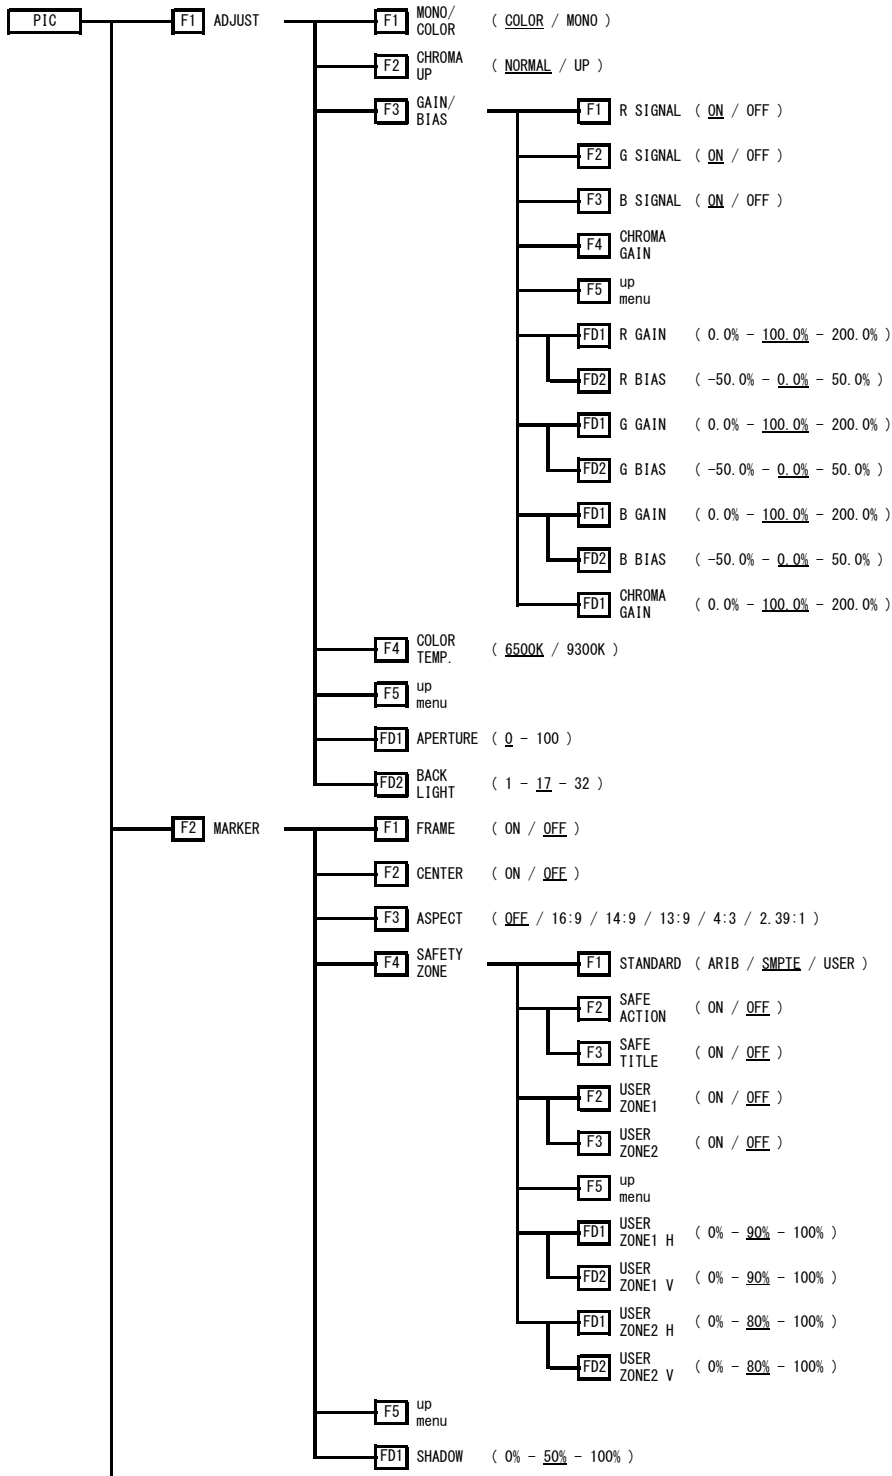 PIC F1 ADJUST F1 MONO/ COLOR ( COLOR / MONO )
F2 CHROMA UP ( NORMAL / UP )
F3 GAIN/ BIAS F1 R SIGNAL ( ON / OFF )
F2 G SIGNAL ( ON / OFF )
F3 B SIGNAL ( ON / OFF )
F4 CHROMA GAIN
F5 up menu
FD1 R GAIN ( 0.0% - 100.0% - 200.0% )
FD2 R BIAS ( -50.0% - 0.0% - 50.0% )
FD1 G GAIN ( 0.0% - 100.0% - 200.0% )
FD2 G BIAS ( -50.0% - 0.0% - 50.0% )
FD1 B GAIN ( 0.0% - 100.0% - 200.0% )
FD2 B BIAS ( -50.0% - 0.0% - 50.0% )
FD1 CHROMA GAIN ( 0.0% - 100.0% - 200.0% )
F4 COLOR TEMP. ( 6500K / 9300K )
F5 up menu
FD1 APERTURE ( 0 - 100 )
FD2 BACK LIGHT ( 1 - 17 - 32 )
F2 MARKER F1 FRAME ( ON / OFF )
F2 CENTER ( ON / OFF )
F3 ASPECT ( OFF / 16:9 / 14:9 / 13:9 / 4:3 / 2.39:1 )
F4 SAFETY ZONE F1 STANDARD ( ARIB / SMPTE / USER )
F2 SAFE ACTION ( ON / OFF )
F3 SAFE TITLE ( ON / OFF )
F2 USER ZONE1 ( ON / OFF )
F3 USER ZONE2 ( ON / OFF )
F5 up menu
FD1 USER ZONE1 H ( 0% - 90% - 100% )
FD2 USER ZONE1 V ( 0% - 90% - 100% )
FD1 USER ZONE2 H ( 0% - 80% - 100% )
FD2 USER ZONE2 V ( 0% - 80% - 100% )
F5 up menu
FD1 SHADOW ( 0% - 50% - 100% )